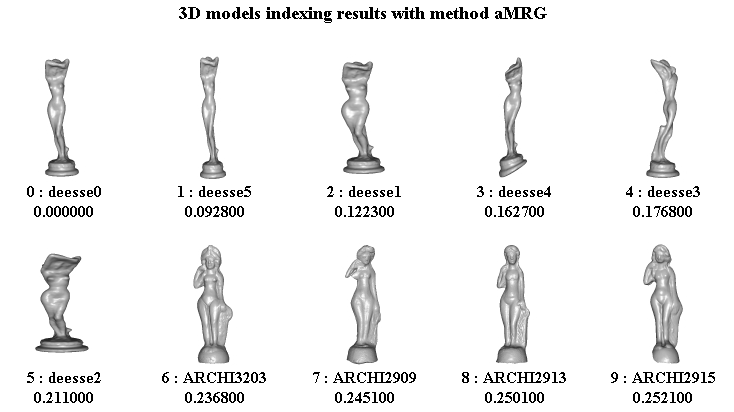 3D models indexing results with method aMRG
0 : deesse0
0.000000
1 : deesse5
0.092800
2 : deesse1
0.122300
3 : deesse4
0.162700
4 : deesse3
0.176800
5 : deesse2
0.211000
6 : ARCHI3203
0.236800
7 : ARCHI2909
0.245100
8 : ARCHI2913
0.250100
9 : ARCHI2915
0.252100